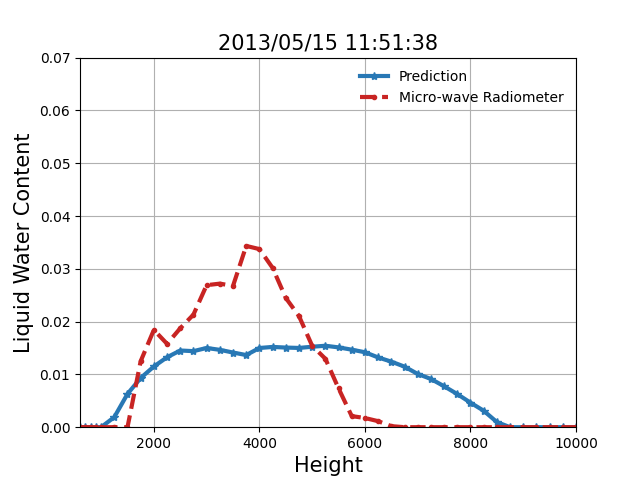 2013/05/15 11:51:38
Prediction
Micro-wave Radiometer
Liquid Water Content
0.07
0.06
0.05
0.04
0.03
0.02
0.01
0.00
2000 4000 6000 8000 10000
Height